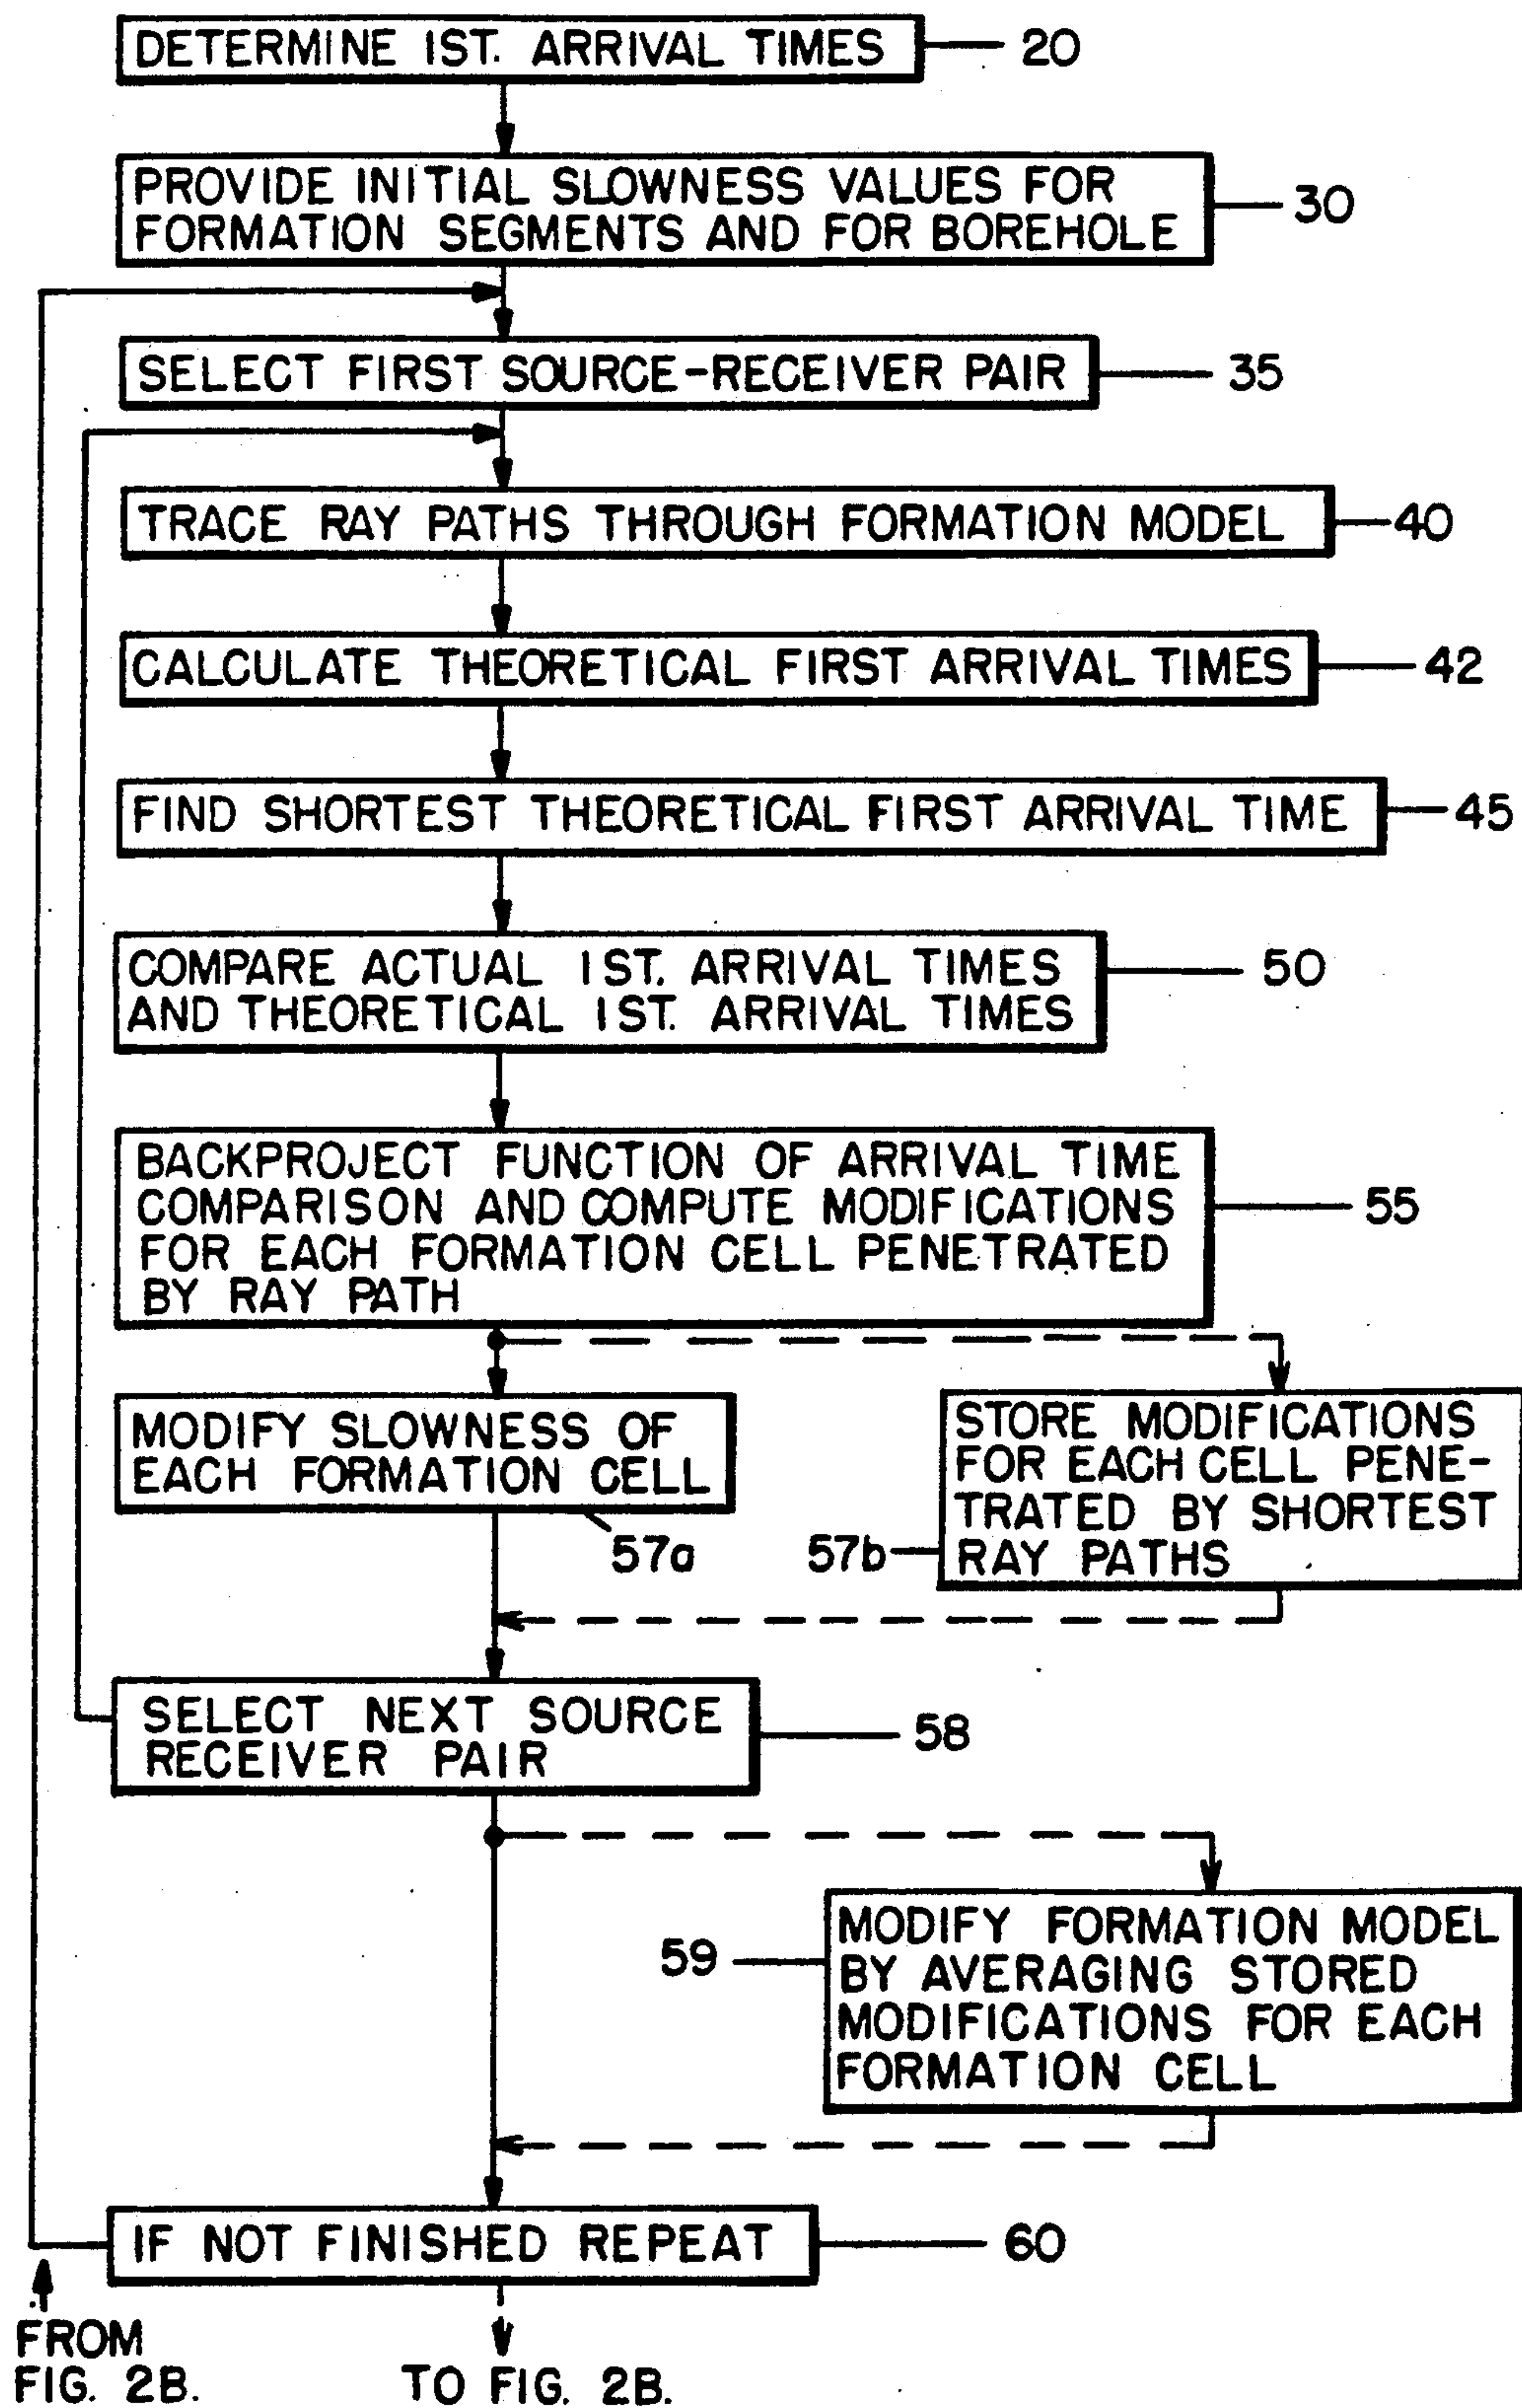 DETERMINE 1ST. ARRIVAL TIMES
20
PROVIDE INITIAL SLOWNESS VALUES FOR
FORMATION SEGMENTS AND FOR BOREHOLE
30
SELECT FIRST SOURCE-RECEIVER PAIR
35
TRACE RAY PATHS THROUGH FORMATION MODEL
40
CALCULATE THEORETICAL FIRST ARRIVAL TIMES
42
FIND SHORTEST THEORETICAL FIRST ARRIVAL TIME
45
COMPARE ACTUAL 1ST. ARRIVAL TIMES
AND THEORETICAL 1ST. ARRIVAL TIMES
50
BACKPROJECT FUNCTION OF ARRIVAL TIME
COMPARISON AND COMPUTE MODIFICATIONS
FOR EACH FORMATION CELL PENETRATED
BY RAY PATH
55
MODIFY SLOWNESS OF
EACH FORMATION CELL
57a
STORE MODIFICATIONS
FOR EACH CELL PENE-
TRATED BY SHORTEST
RAY PATHS
57b
SELECT NEXT SOURCE
RECEIVER PAIR
58
MODIFY FORMATION MODEL
BY AVERAGING STORED
MODIFICATIONS FOR EACH
FORMATION CELL
59
IF NOT FINISHED REPEAT
60
FROM
FIG. 2B.
TO FIG. 2B.